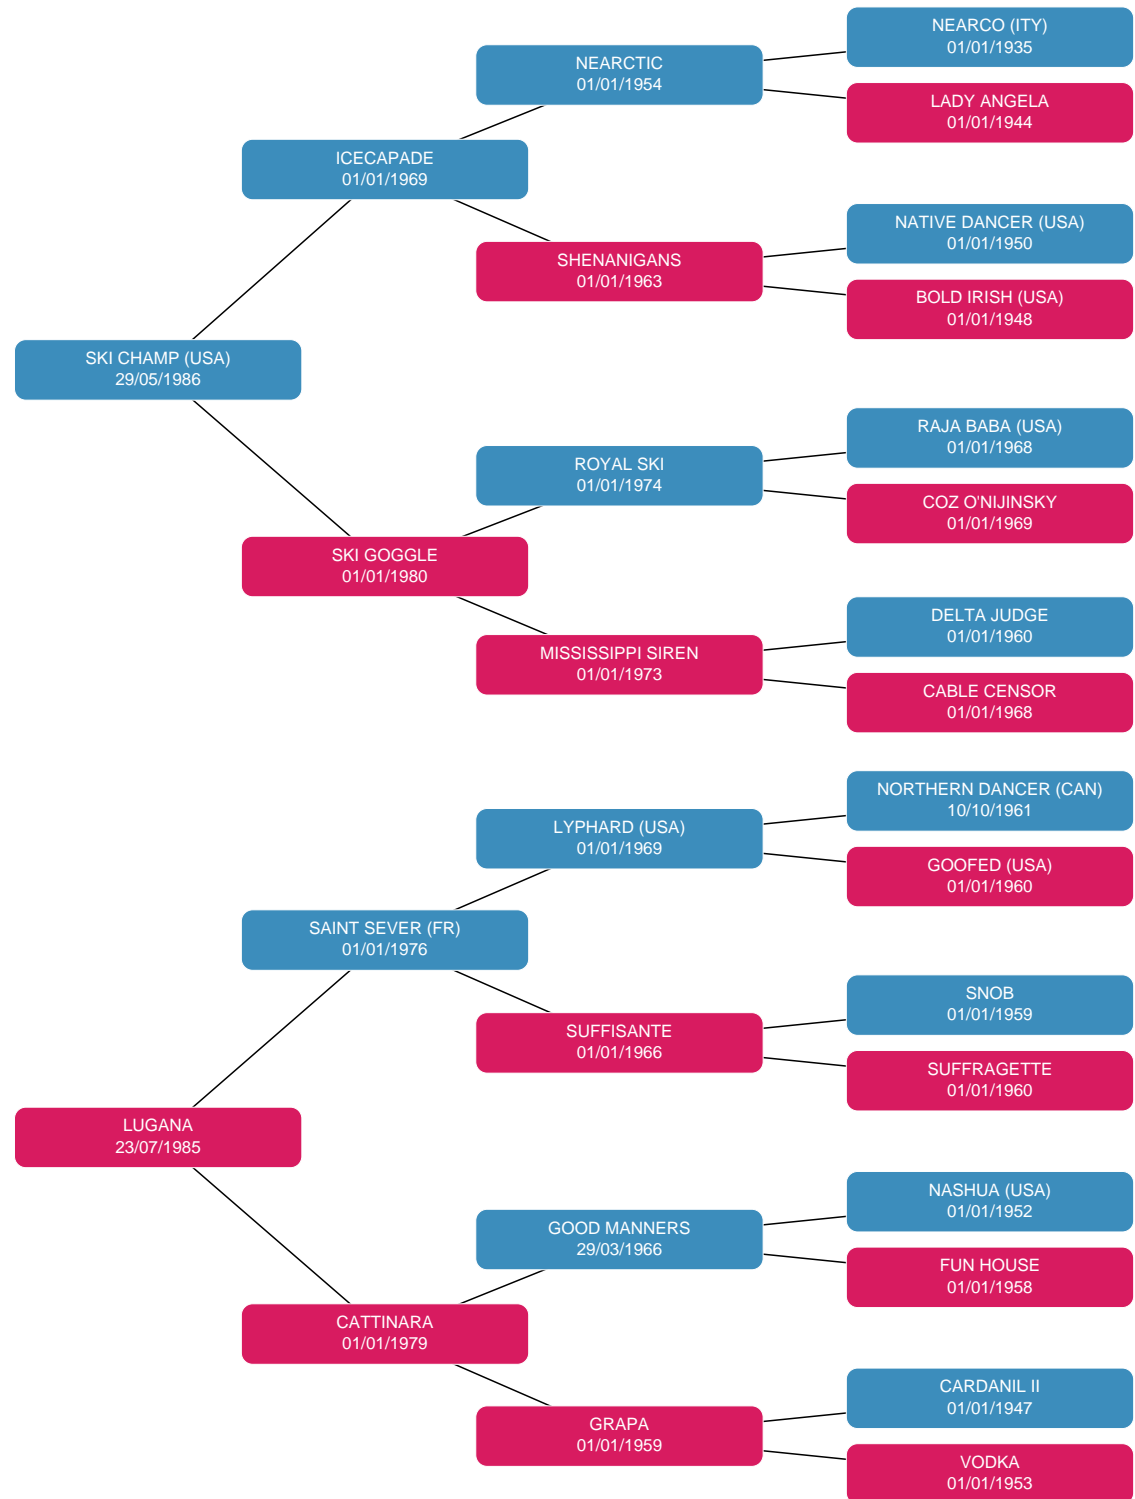 NEARCO (ITY)
01/01/1935
NEARCTIC
01/01/1954
LADY ANGELA
01/01/1944
ICECAPADE
01/01/1969
NATIVE DANCER (USA)
01/01/1950
SHENANIGANS
01/01/1963
BOLD IRISH (USA)
01/01/1948
SKI CHAMP (USA)
29/05/1986
RAJA BABA (USA)
01/01/1968
ROYAL SKI
01/01/1974
COZ O'NIJINSKY
01/01/1969
SKI GOGGLE
01/01/1980
DELTA JUDGE
01/01/1960
MISSISSIPPI SIREN
01/01/1973
CABLE CENSOR
01/01/1968
NORTHERN DANCER (CAN)
10/10/1961
LYPHARD (USA)
01/01/1969
GOOFED (USA)
01/01/1960
SAINT SEVER (FR)
01/01/1976
SNOB
01/01/1959
SUFFISANTE
01/01/1966
SUFFRAGETTE
01/01/1960
LUGANA
23/07/1985
NASHUA (USA)
01/01/1952
GOOD MANNERS
29/03/1966
FUN HOUSE
01/01/1958
CATTINARA
01/01/1979
CARDANIL II
01/01/1947
GRAPA
01/01/1959
VODKA
01/01/1953